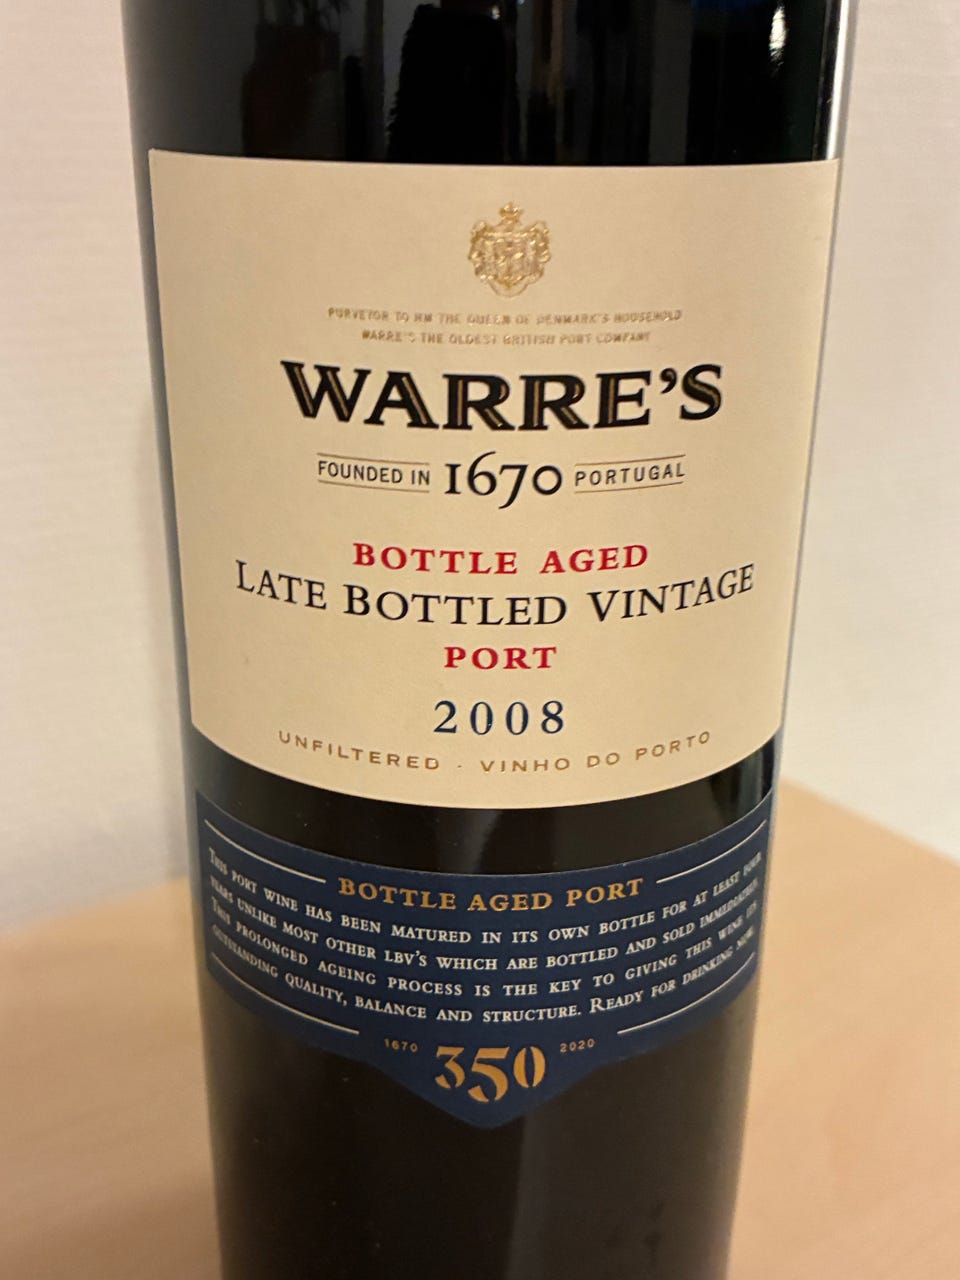 PURVEYOR TO HM THE QUEEN OF DENMARK'S HOUSEHOLD
WARRE'S THE OLDEST BRITISH PORT COMPANY
WARRE'S
FOUNDED IN 1670 PORTUGAL
BOTTLE AGED
LATE BOTTLED VINTAGE
PORT
2008
UNFILTERED · VINHO DO PORTO
BOTTLE AGED PORT
THIS PORT WINE HAS BEEN MATURED IN ITS OWN BOTTLE FOR AT LEAST FOUR
YEARS UNLIKE MOST OTHER LBV'S WHICH ARE BOTTLED AND SOLD IMMEDIATELY.
THIS PROLONGED AGEING PROCESS IS THE KEY TO GIVING THIS WINE ITS
OUTSTANDING QUALITY, BALANCE AND STRUCTURE. READY FOR DRINKING NOW.
1670 350 2020